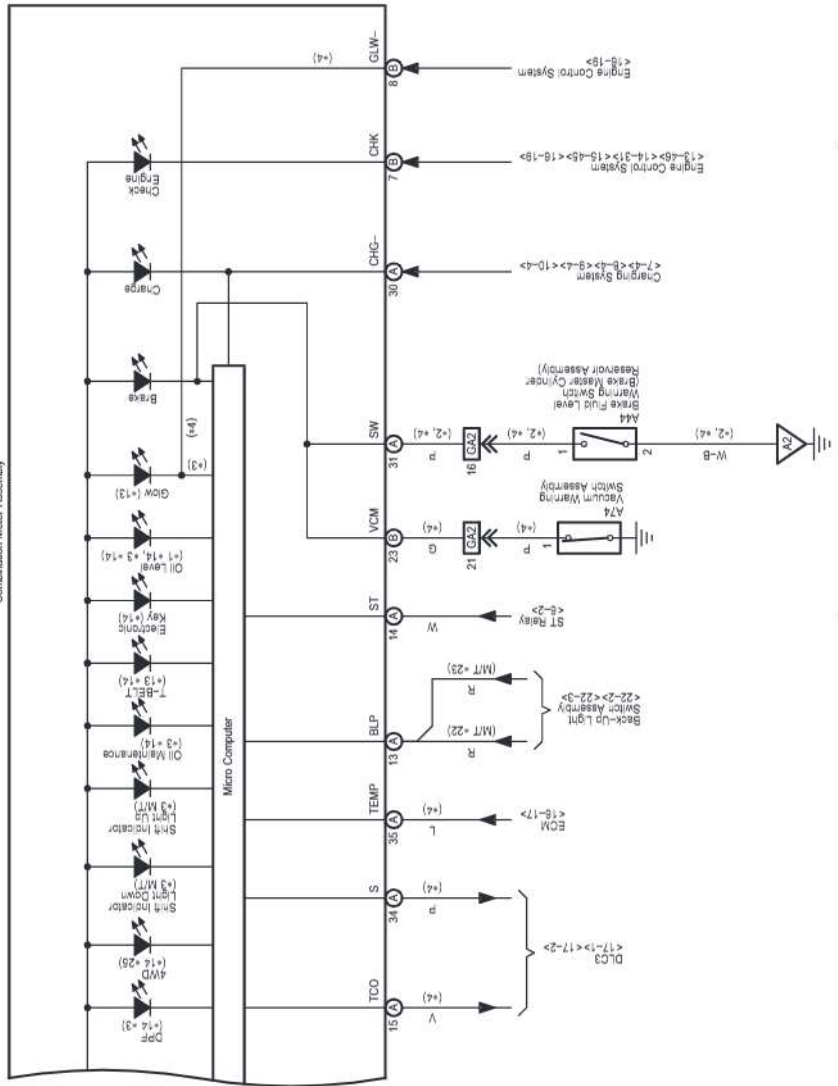 Combination Meter Assembly
GLW–
(*4)
8
B
Engine Control System
<16–19>
CHK
7
B
Engine Control System
<13–46><14–31><15–45><16–19>
Check
Engine
CHG–
30
A
Charging System
<7–4><8–4><9–4><10–4>
Charge
Brake
(*4)
SW
31
A
P
(*2, *4)
16
GA2
P
(*2, *4)
1
2
A44
Brake Fluid Level
Warning Switch
(Brake Master Cylinder
Reservoir Assembly)
W–B
(*2, *4)
A2
Glow (*13)
(*3)
VCM
23
B
G
(*4)
21
GA2
P
(*4)
1
A74
Vacuum Warning
Switch Assembly
Oil Level
(*1 *14, *3 *14)
Electronic
Key (*14)
ST
14
A
W
ST Relay
<6–2>
T–BELT
(*13 *14)
Oil Maintenance
(*3 *14)
Micro Computer
BLP
13
A
R
(M/T *23)
R
(M/T *22)
Back–Up Light
Switch Assembly
<22–2><22–3>
Shift Indicator
Light Up
(*3 M/T)
TEMP
35
A
L
(*4)
ECM
<16–17>
Shift Indicator
Light Down
(*3 M/T)
S
34
A
P
(*4)
4WD
(*14 *25)
DLC3
<17–1><17–2>
DPF
(*14 *3)
TCO
15
A
V
(*4)